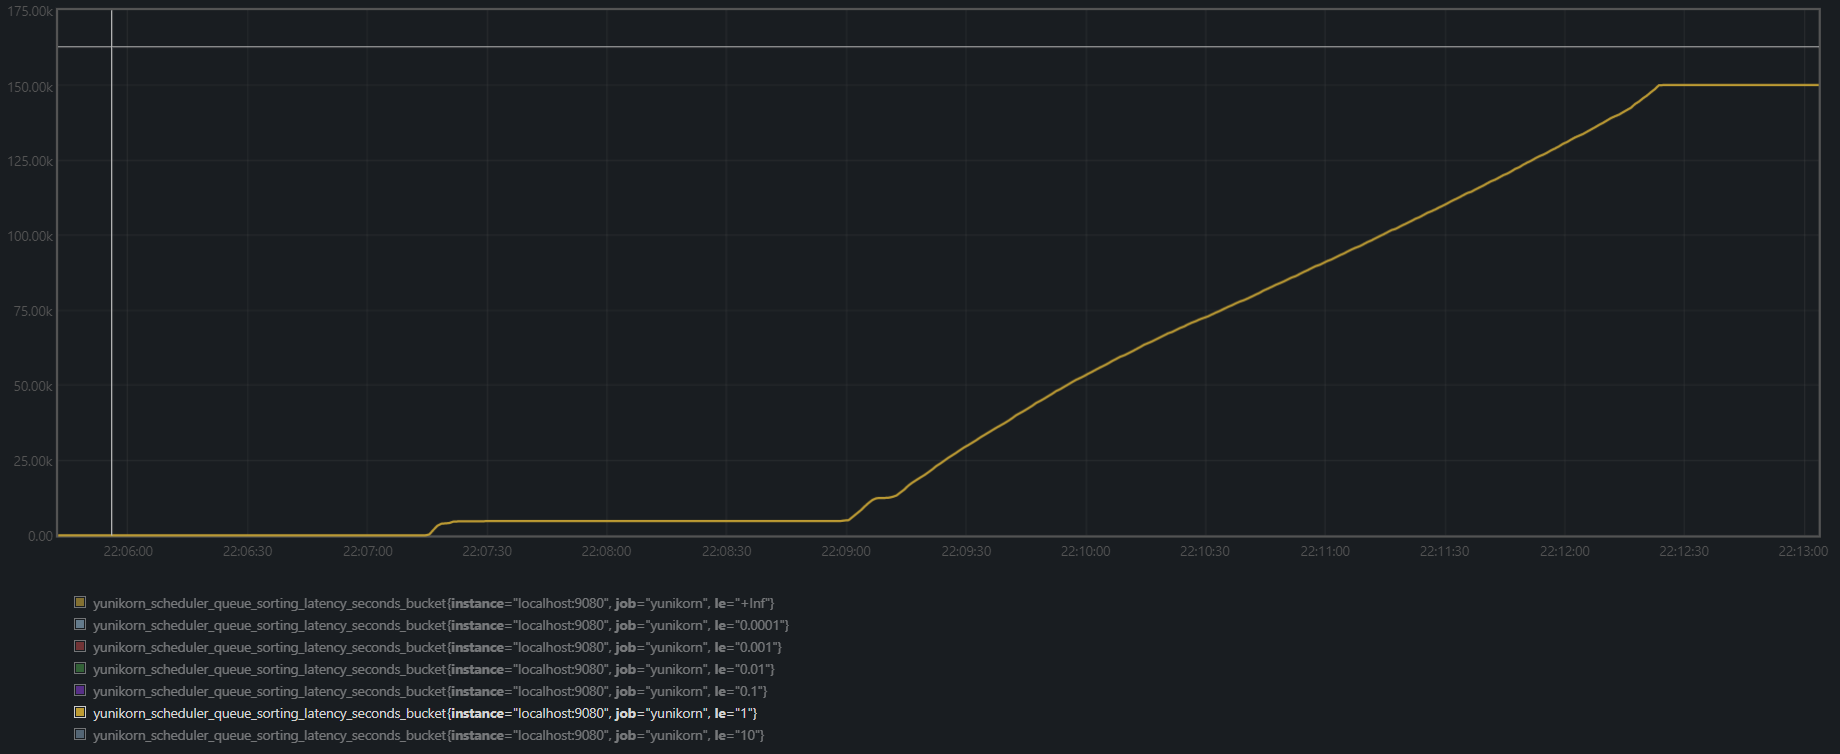 175.00k
150.00k
125.00k
100.00k
75.00k
50.00k
25.00k
0.00
22:06:00 22:06:30 22:07:00 22:07:30 22:08:00 22:08:30 22:09:00 22:09:30 22:10:00 22:10:30 22:11:00 22:11:30 22:12:00 22:12:30 22:13:00
yunikorn_scheduler_queue_sorting_latency_seconds_bucket{instance="localhost:9080", job="yunikorn", le="+Inf"}
yunikorn_scheduler_queue_sorting_latency_seconds_bucket{instance="localhost:9080", job="yunikorn", le="0.0001"}
yunikorn_scheduler_queue_sorting_latency_seconds_bucket{instance="localhost:9080", job="yunikorn", le="0.001"}
yunikorn_scheduler_queue_sorting_latency_seconds_bucket{instance="localhost:9080", job="yunikorn", le="0.01"}
yunikorn_scheduler_queue_sorting_latency_seconds_bucket{instance="localhost:9080", job="yunikorn", le="0.1"}
yunikorn_scheduler_queue_sorting_latency_seconds_bucket{instance="localhost:9080", job="yunikorn", le="1"}
yunikorn_scheduler_queue_sorting_latency_seconds_bucket{instance="localhost:9080", job="yunikorn", le="10"}